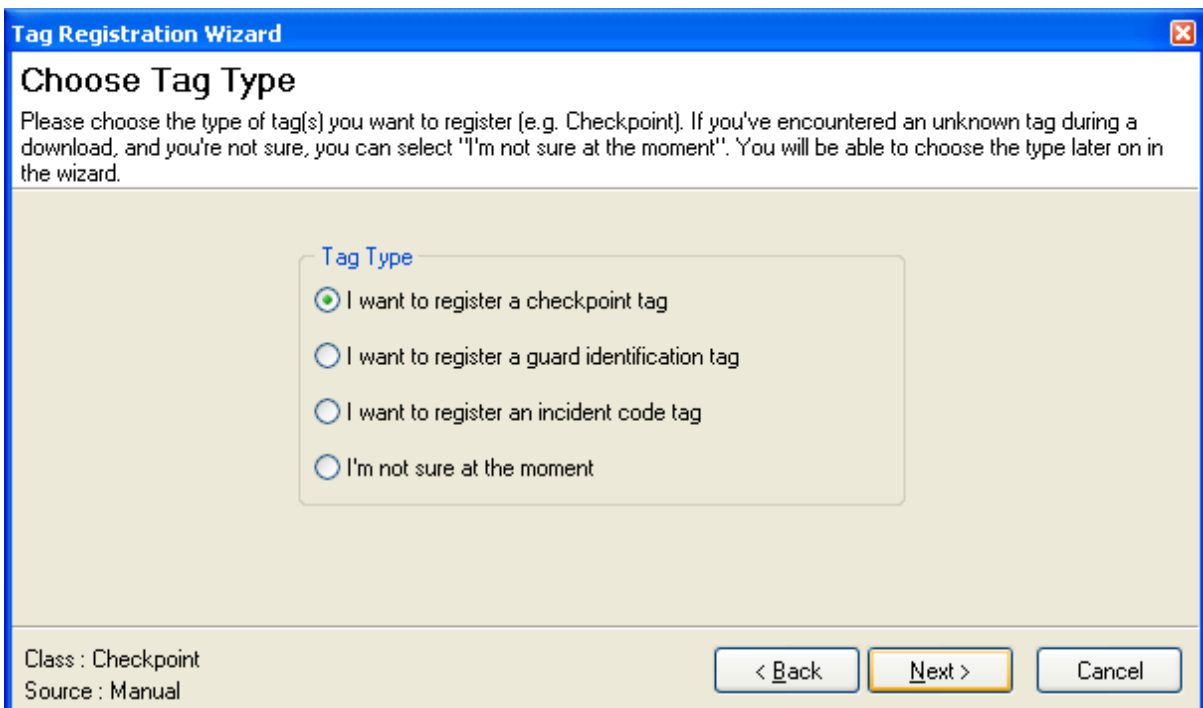 Tag Registration Wizard
Choose Tag Type
Please choose the type of tag(s) you want to register (e.g. Checkpoint). If you've encountered an unknown tag during a
download, and you're not sure, you can select "I'm not sure at the moment". You will be able to choose the type later on in
the wizard.
Tag Type
I want to register a checkpoint tag
I want to register a guard identification tag
I want to register an incident code tag
I'm not sure at the moment
Class : Checkpoint
Source : Manual
< Back
Next >
Cancel